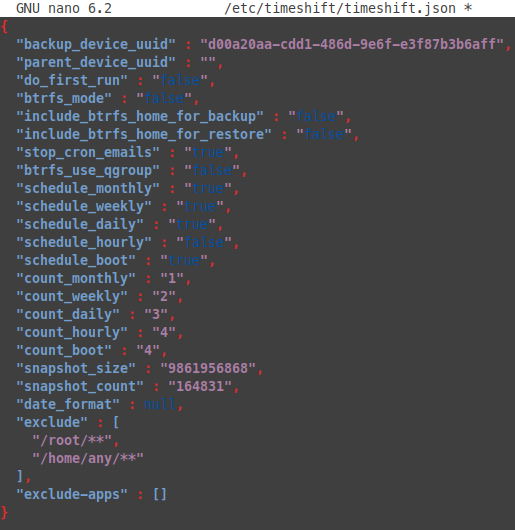 GNU nano 6.2 /etc/timeshift/timeshift.json *
{
"backup_device_uuid" : "d00a20aa-cdd1-486d-9e6f-e3f87b3b6aff",
"parent_device_uuid" : "",
"do_first_run" : "false",
"btrfs_mode" : "false",
"include_btrfs_home_for_backup" : "false",
"include_btrfs_home_for_restore" : "false",
"stop_cron_emails" : "true",
"btrfs_use_qgroup" : "false",
"schedule_monthly" : "true",
"schedule_weekly" : "true",
"schedule_daily" : "true",
"schedule_hourly" : "false",
"schedule_boot" : "true",
"count_monthly" : "1",
"count_weekly" : "2",
"count_daily" : "3",
"count_hourly" : "4",
"count_boot" : "4",
"snapshot_size" : "9861956868",
"snapshot_count" : "164831",
"date_format" : null,
"exclude" : [
"/root/**",
"/home/any/**"
],
"exclude-apps" : []
}